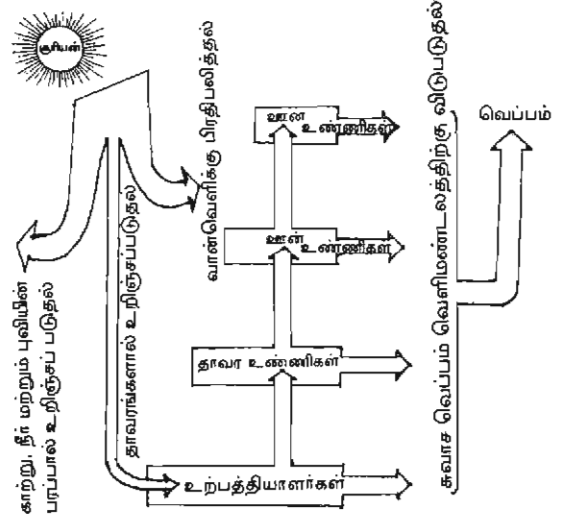 சூரியன்
வான்வெளிக்கு பிரதிபலித்தல்
தாவரங்களால் உறிஞ்சப்படுதல்
காற்று, நீர் மற்றும் புவியின்
பரப்பால் உறிஞ்சப் படுதல்
ஊன்
உண்ணிகள்
ஊன்
உண்ணிகள்
தாவர உண்ணிகள்
உற்பத்தியாளர்கள்
சுவாச வெப்பம் வெளிமண்டலத்திற்கு விடுபடுதல்
வெப்பம்